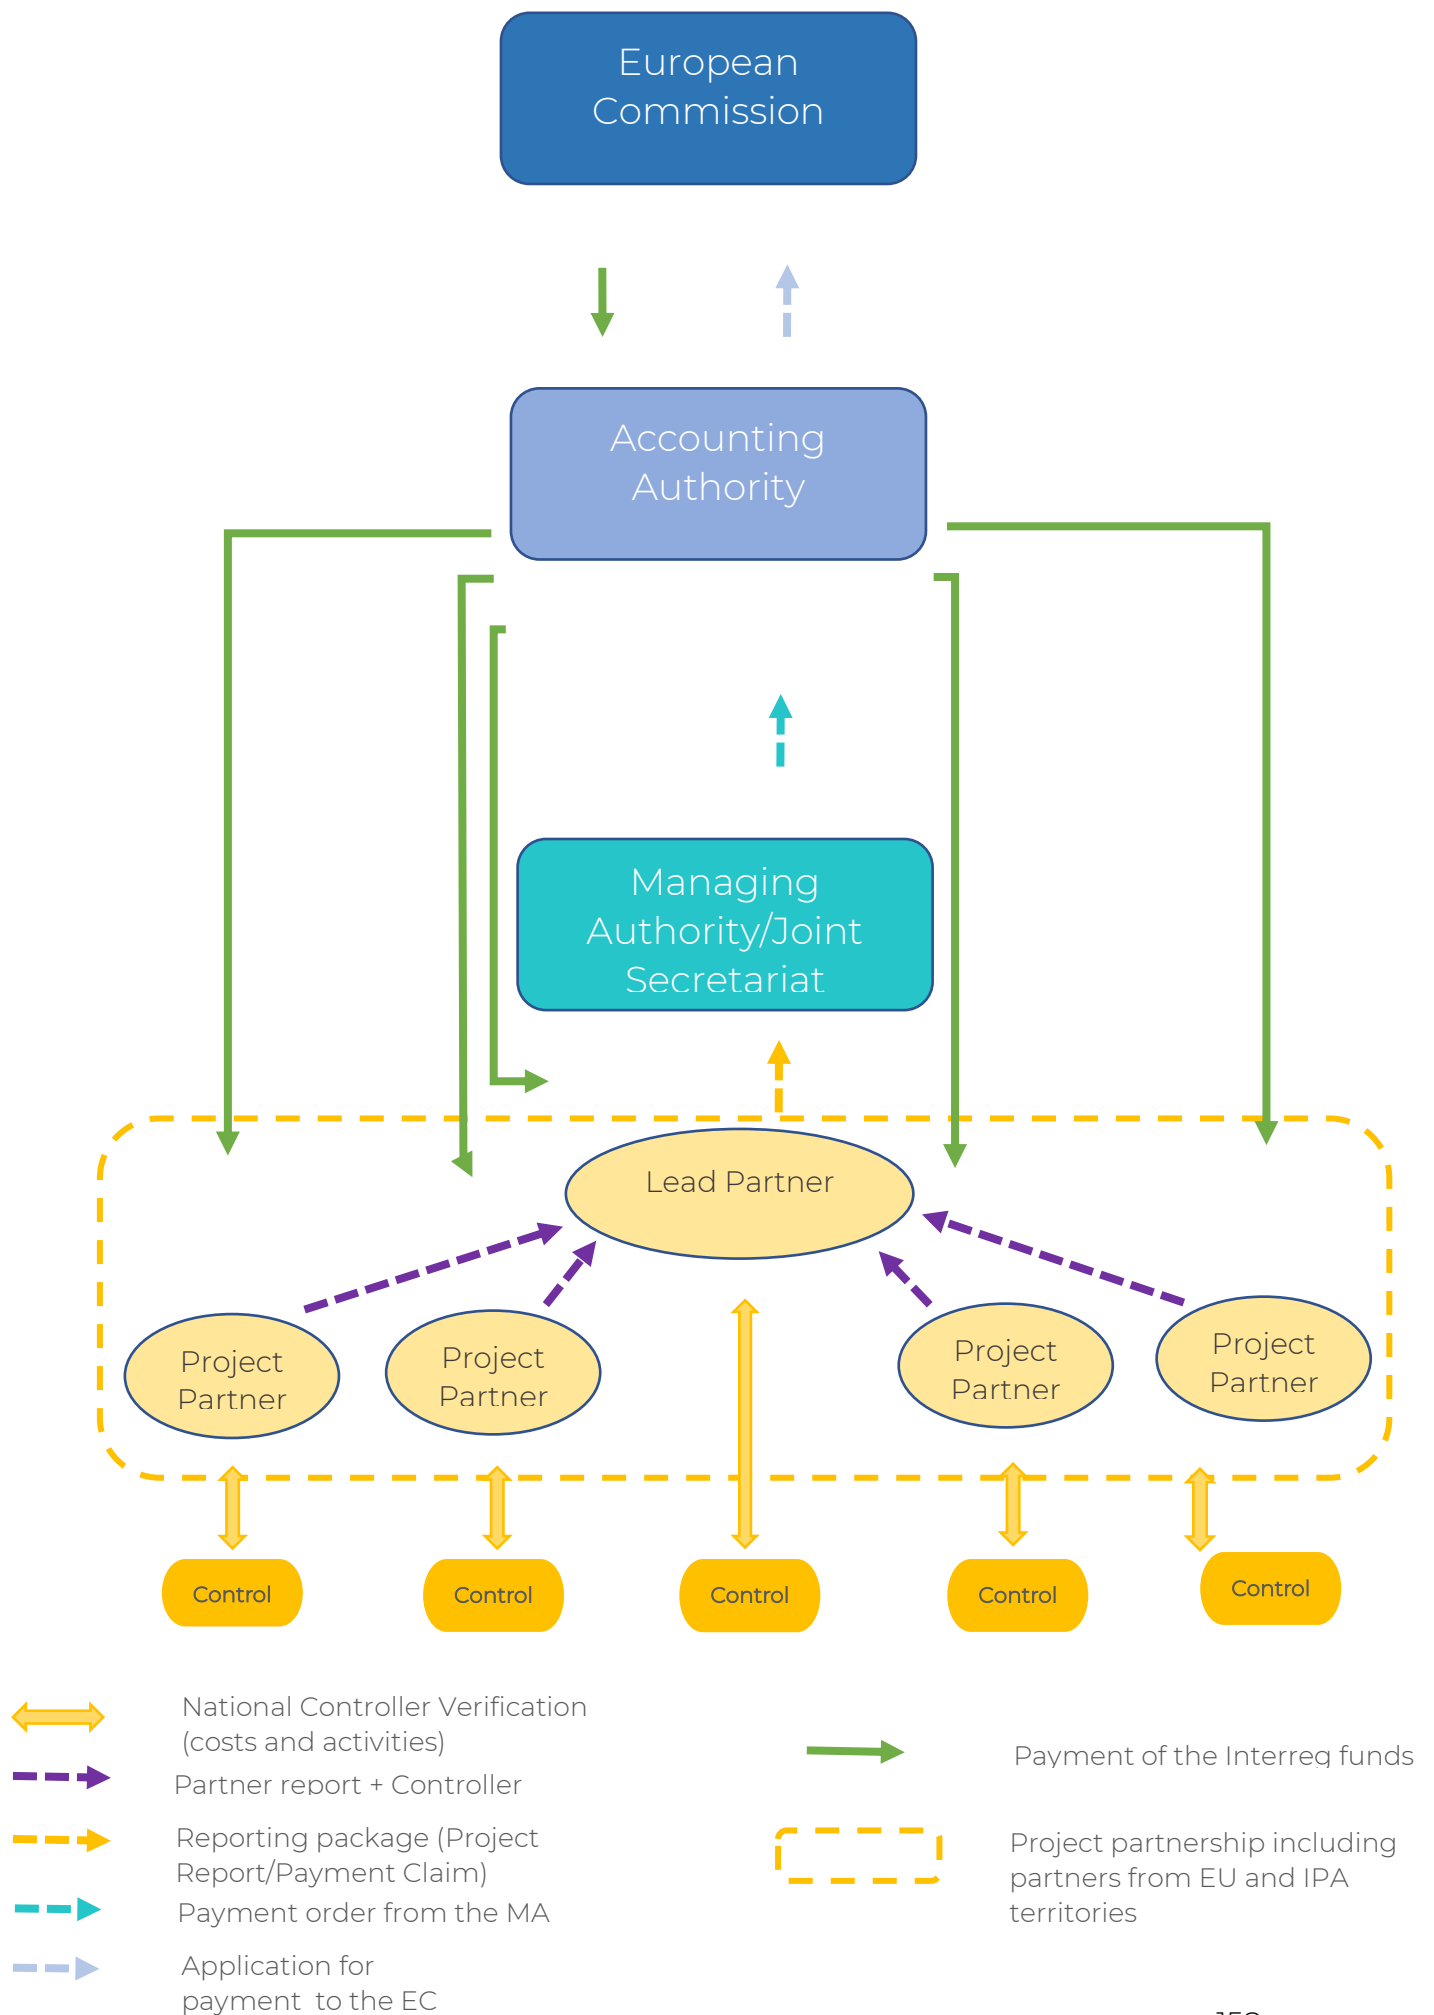 European
Commission
Accounting
Authority
Managing
Authority/Joint
Secretariat
Lead Partner
Project
Partner
Project
Partner
Project
Partner
Project
Partner
Control
Control
Control
Control
Control
National Controller Verification
(costs and activities)
Partner report + Controller
Reporting package (Project
Report/Payment Claim)
Payment order from the MA
Application for
payment to the EC
Payment of the Interreg funds
Project partnership including
partners from EU and IPA
territories